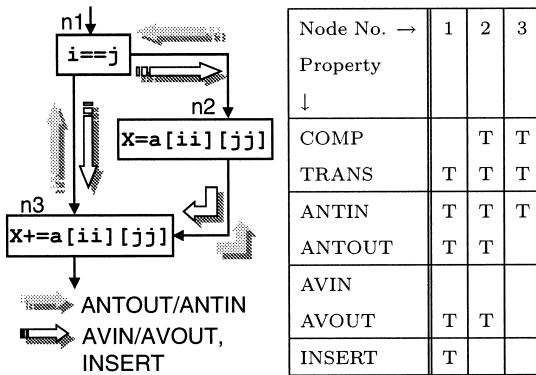 n1
i==j
n2
X=a[ii][jj]
n3
X+=a[ii][jj]
ANTOUT/ANTIN
AVIN/AVOUT,
INSERT
Node No. → 1 2 3
Property
↓
COMP T T
TRANS T T T
ANTIN T T T
ANTOUT T T
AVIN
AVOUT T T
INSERT T